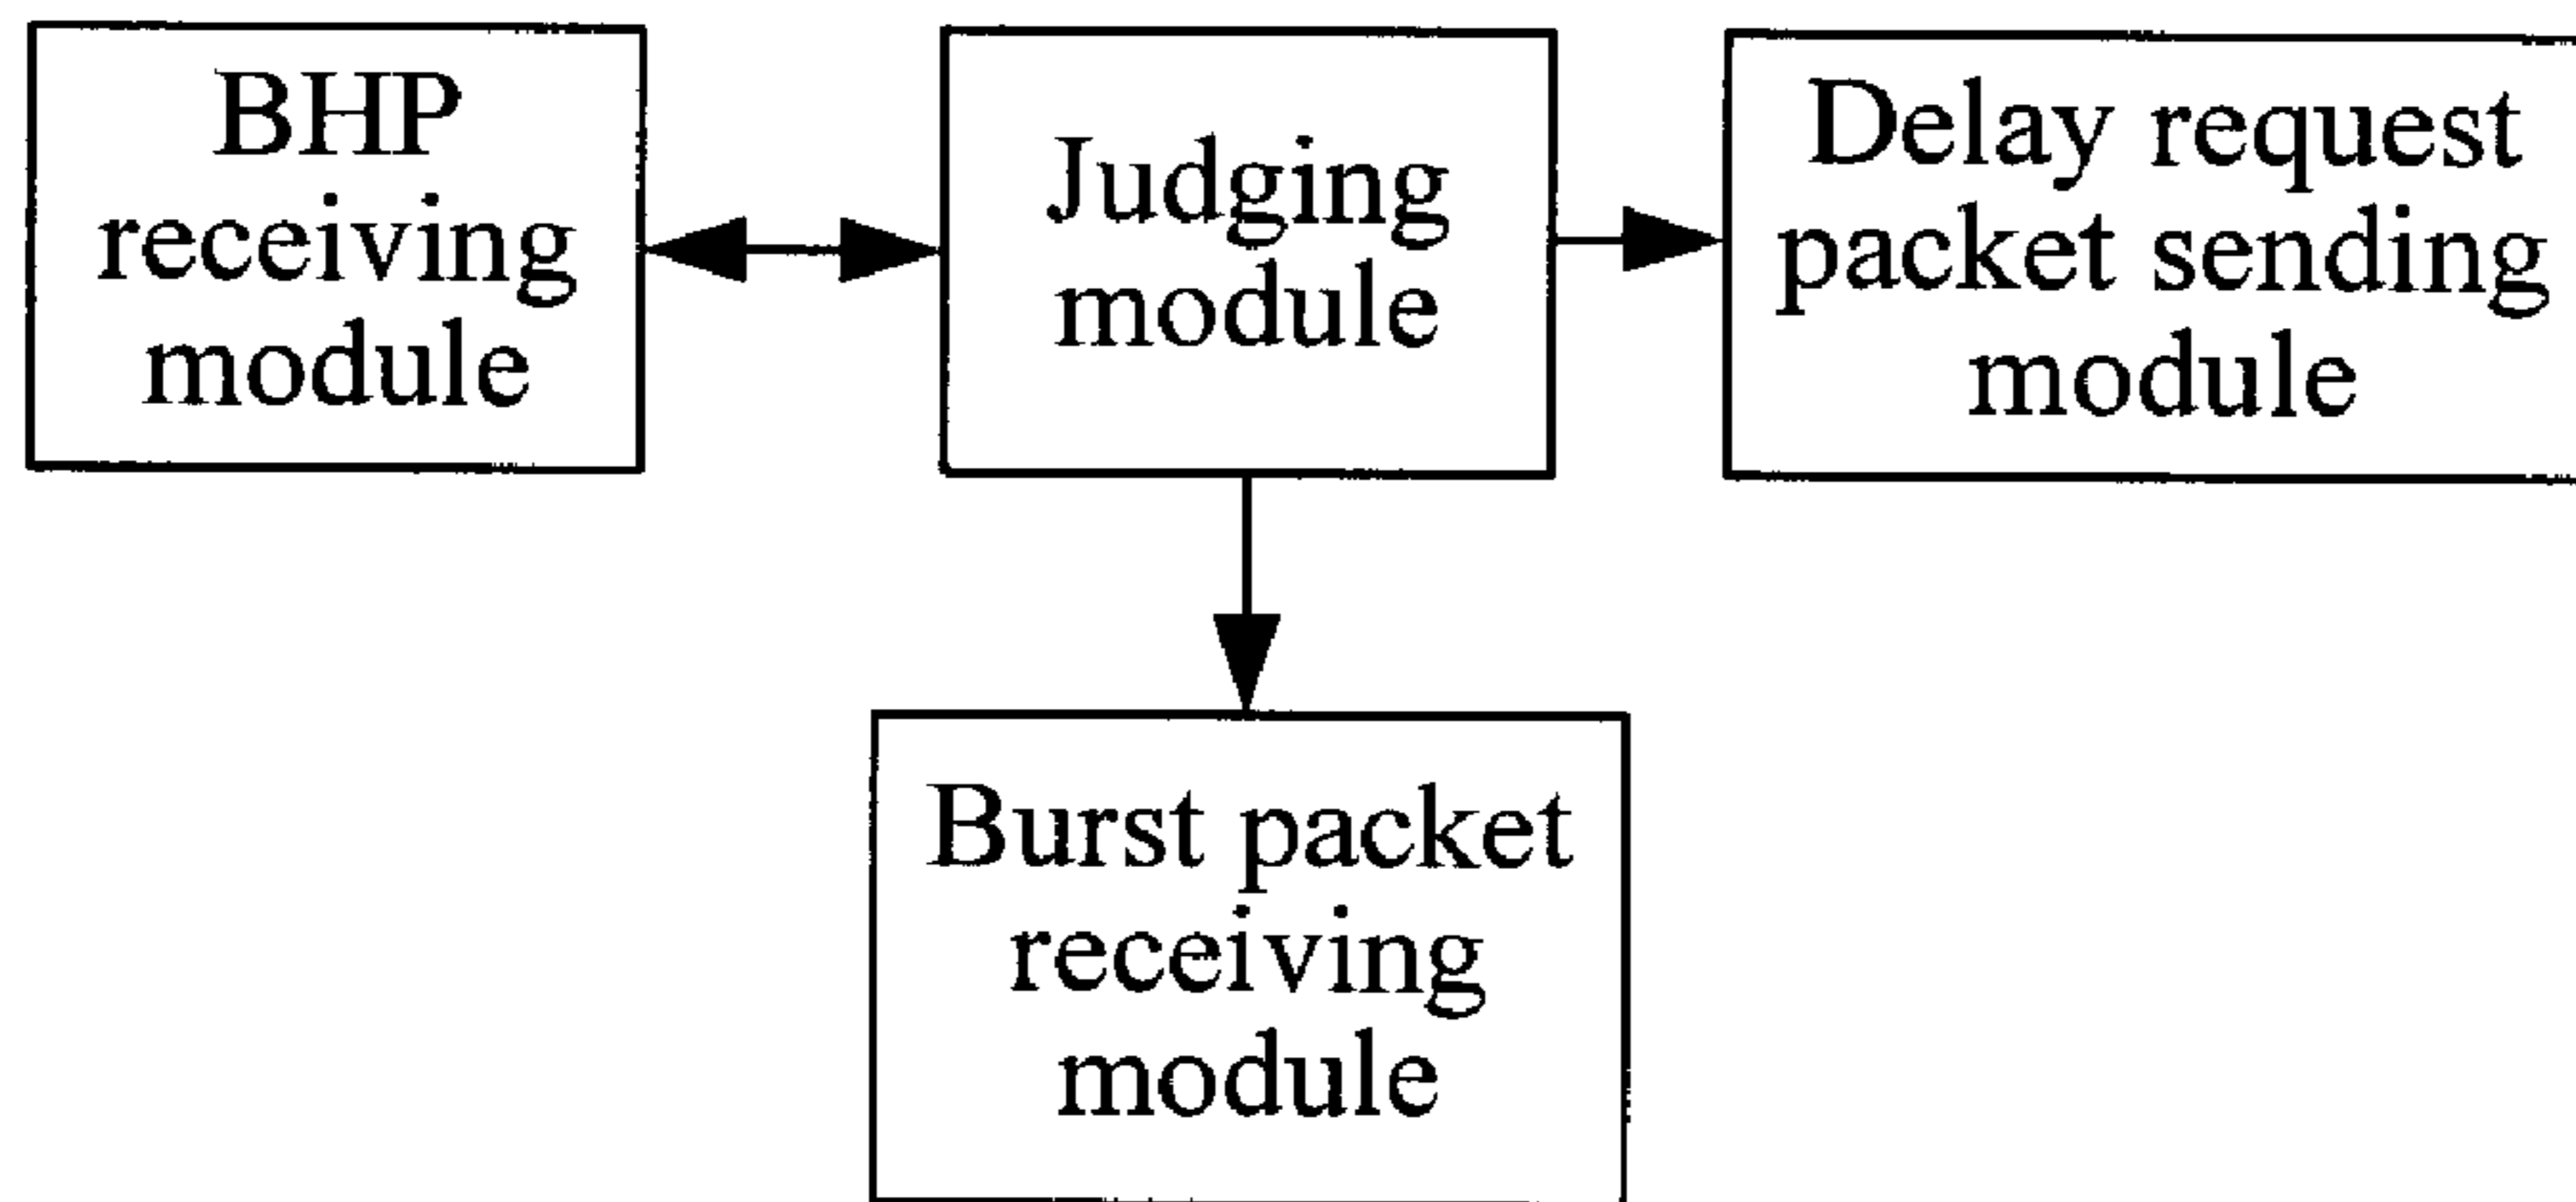 BHP
receiving
module
Judging
module
Delay request
packet sending
module
Burst packet
receiving
module